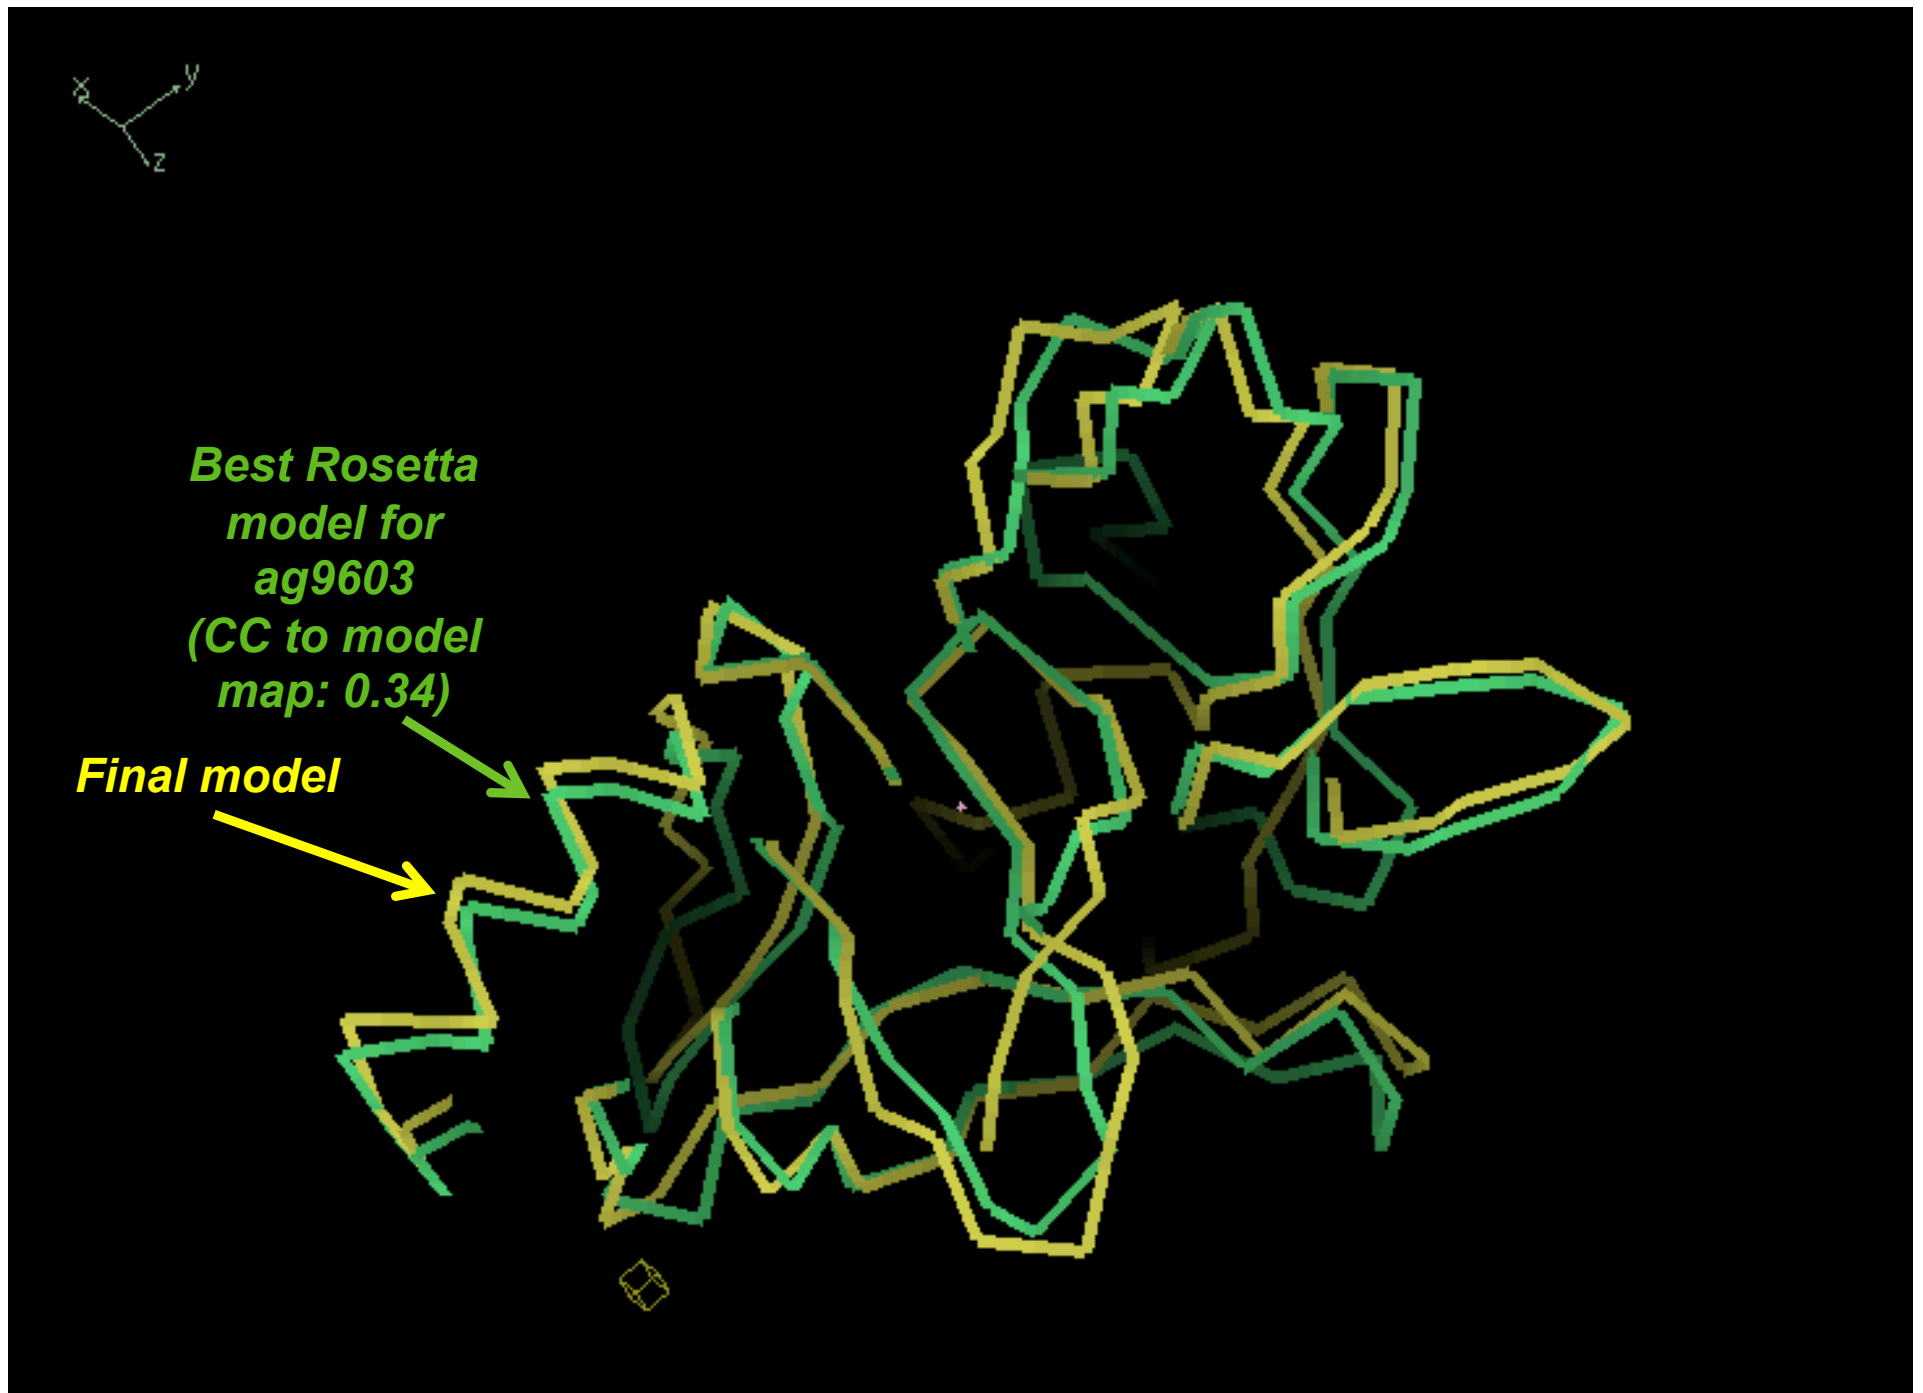 x
y
z
Best Rosetta
model for
ag9603
(CC to model
map: 0.34)
Final model